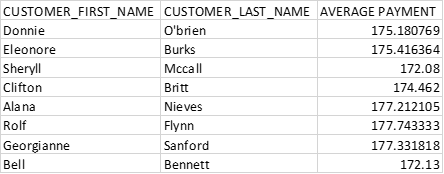 CUSTOMER_FIRST_NAME CUSTOMER_LAST_NAME AVERAGE PAYMENT
Donnie O'brien 175.180769
Eleonore Burks 175.416364
Sheryll Mccall 172.08
Clifton Britt 174.462
Alana Nieves 177.212105
Rolf Flynn 177.743333
Georgianne Sanford 177.331818
Bell Bennett 172.13